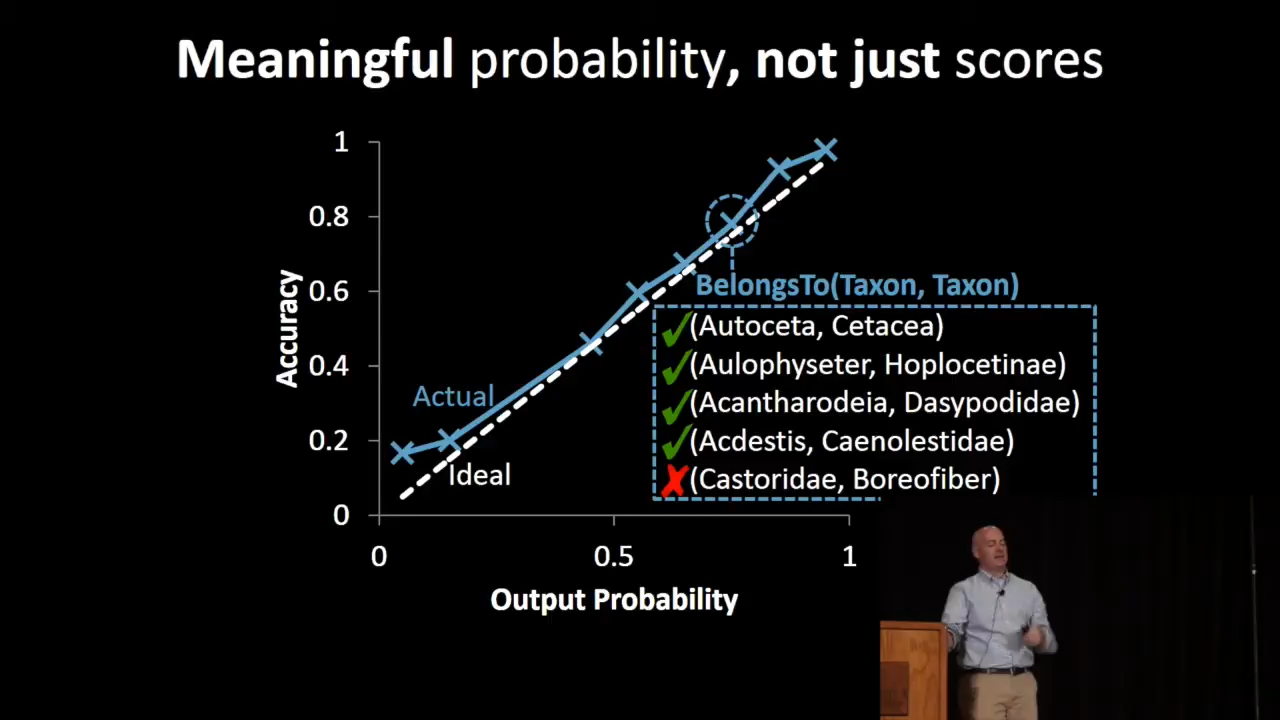 Meaningful probability, not just scores
1
0.8
0.6
0.4
0.2
0
Accuracy
Actual
Ideal
BelongsTo(Taxon, Taxon)
(Autoceta, Cetacea)
(Aulophyseter, Hoplocetinae)
(Acantharodeia, Dasypodidae)
(Acdestis, Caenolestidae)
(Castoridae, Boreofiber)
0
0.5
1
Output Probability